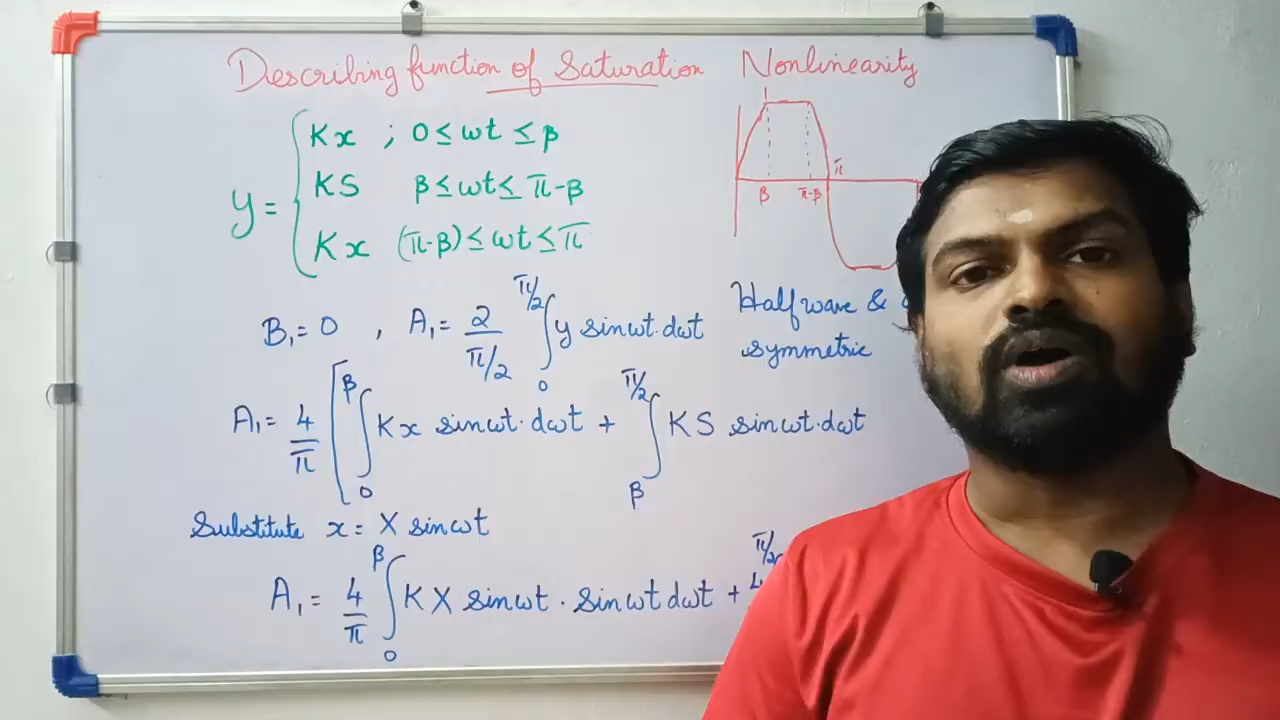 Describing function of Saturation Nonlinearity
y = { Kx ; 0 ≤ ωt ≤ β
KS β ≤ ωt ≤ π-β
Kx (π-β) ≤ ωt ≤ π
β π-β π
B₁ = 0 , A₁ = 2/(π/2) ∫₀^(π/2) y sinωt·dωt
Halfwave &
symmetric
A₁ = 4/π [ ∫₀^β Kx sinωt·dωt + ∫_β^(π/2) KS sinωt·dωt
Substitute x = X sinωt
A₁ = 4/π ∫₀^β KX sinωt · sinωt dωt + 4 π/2